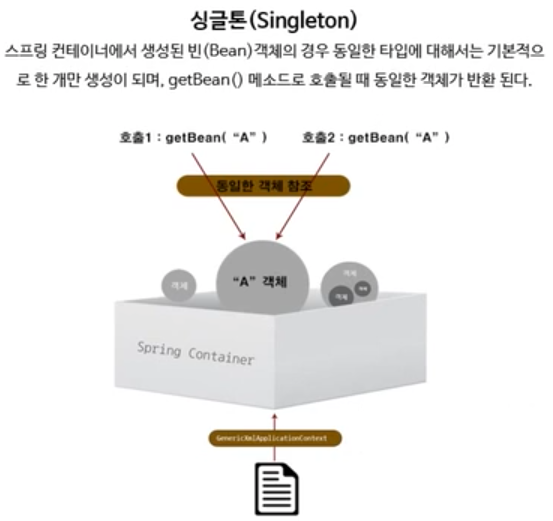 싱글톤(Singleton)
스프링 컨테이너에서 생성된 빈(Bean)객체의 경우 동일한 타입에 대해서는 기본적으
로 한 개만 생성이 되며, getBean() 메소드로 호출될 때 동일한 객체가 반환 된다.
호출1 : getBean( “A” ) 호출2 : getBean( “A” )
동일한 객체 참조
“A” 객체
객체
객체
객체
객체
Spring Container
GenericXmlApplicationContext